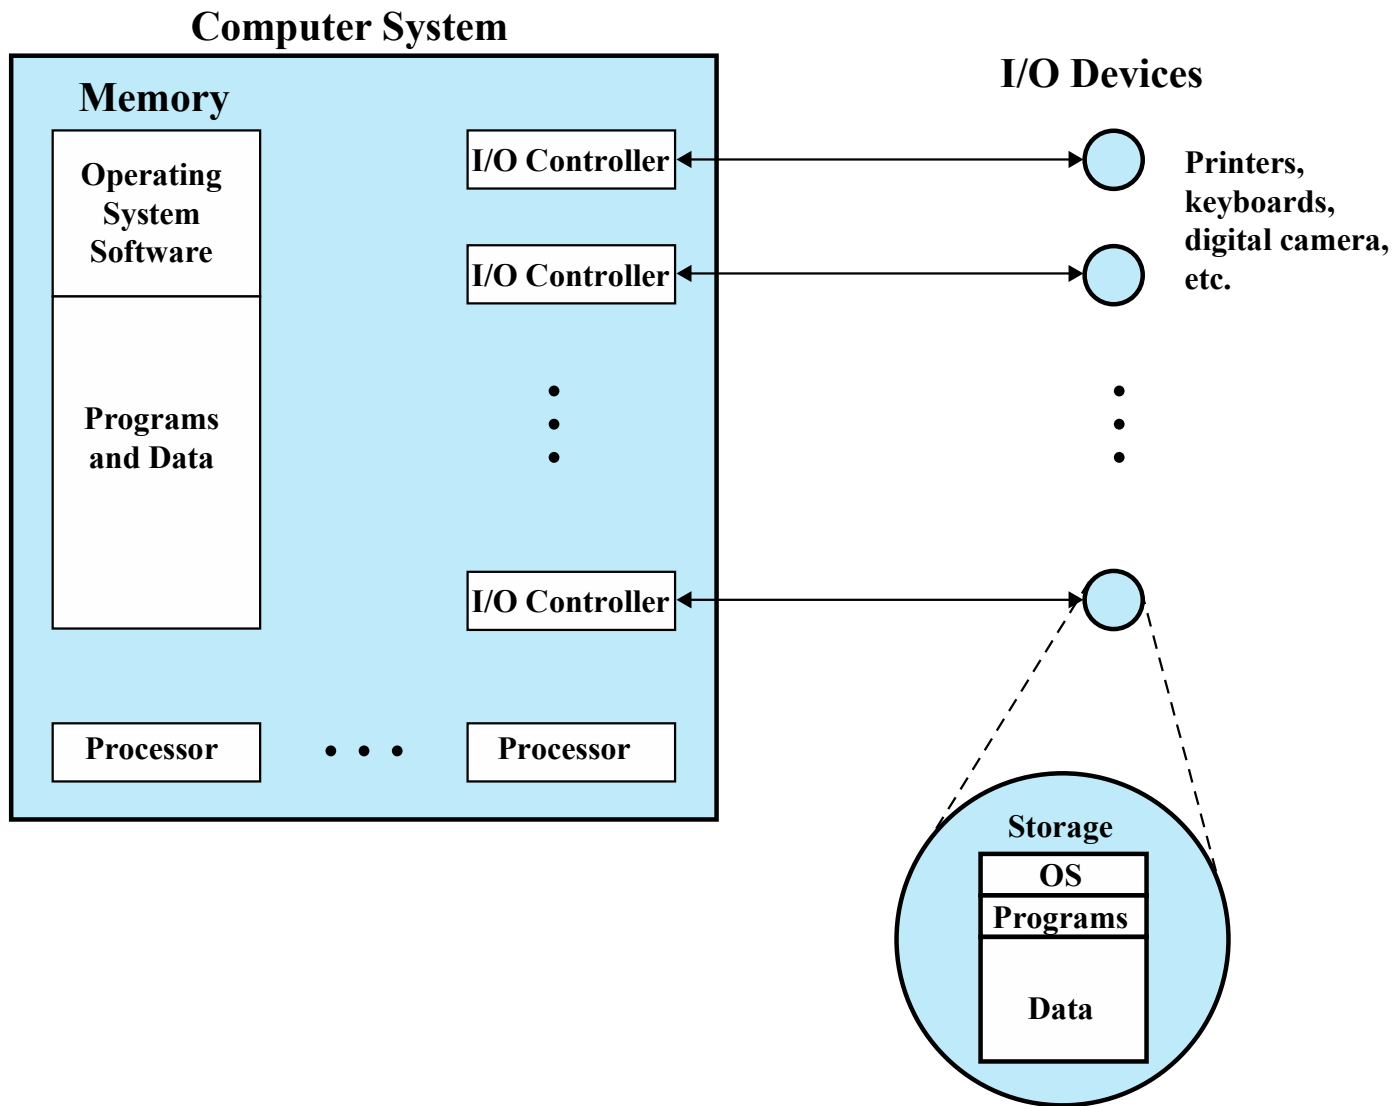 Computer System
I/O Devices
Memory
Operating
System
Software
Programs
and Data
I/O Controller
I/O Controller
I/O Controller
Processor
Processor
Printers,
keyboards,
digital camera,
etc.
Storage
OS
Programs
Data